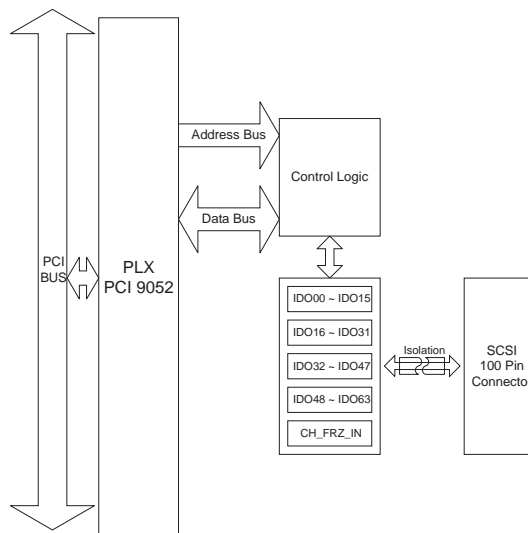 PCI
BUS
PLX
PCI 9052
Address Bus
Data Bus
Control Logic
IDO00 ~ IDO15
IDO16 ~ IDO31
IDO32 ~ IDO47
IDO48 ~ IDO63
CH_FRZ_IN
Isolation
SCSI
100 Pin
Connecto